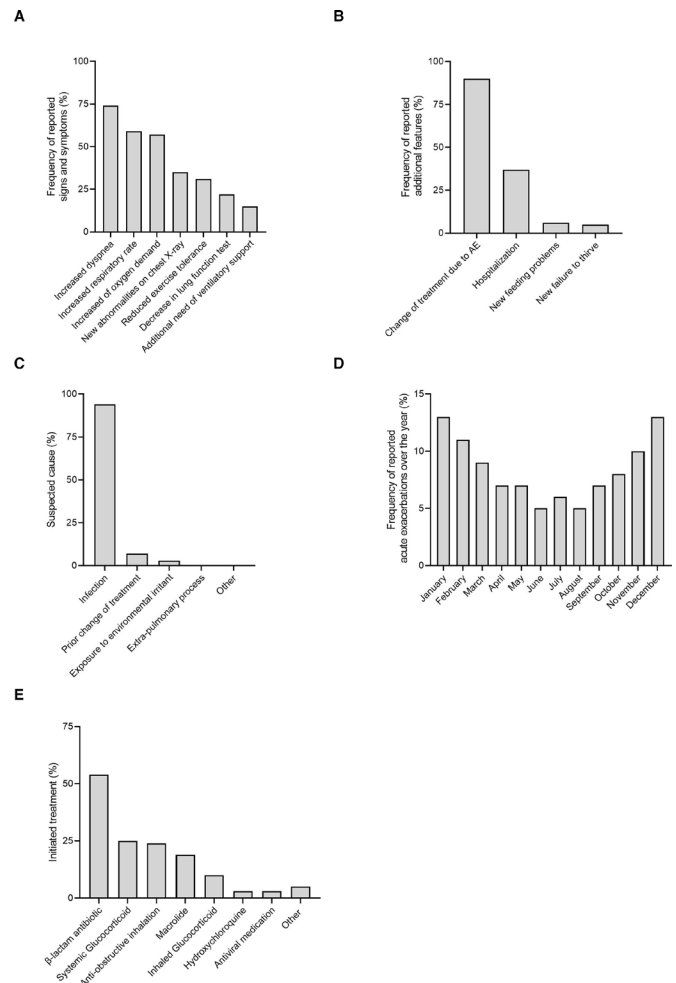 A
Frequency of reported
signs and symptoms (%)
100
75
50
25
0
Increased dyspnea
Increased respiratory rate
Increased of oxygen demand
New abnormalities on chest X-ray
Reduced exercise tolerance
Decrease in lung function test
Additional need of ventilatory support
B
Frequency of reported
additional features (%)
100
75
50
25
0
Change of treatment due to AE
Hospitalization
New feeding problems
New failure to thirve
C
Suspected cause (%)
100
75
50
25
0
Infection
Prior change of treatment
Exposure to environmental irritant
Extra-pulmonary process
Other
D
Frequency of reported
acute exacerbations over the year (%)
15
10
5
0
January
February
March
April
May
June
July
August
September
October
November
December
E
Initiated treatment (%)
75
50
25
0
β-lactam antibiotic
Systemic Glucocorticoid
Anti-obstructive inhalation
Macrolide
Inhaled Glucocorticoid
Hydroxychloroquine
Antiviral medication
Other